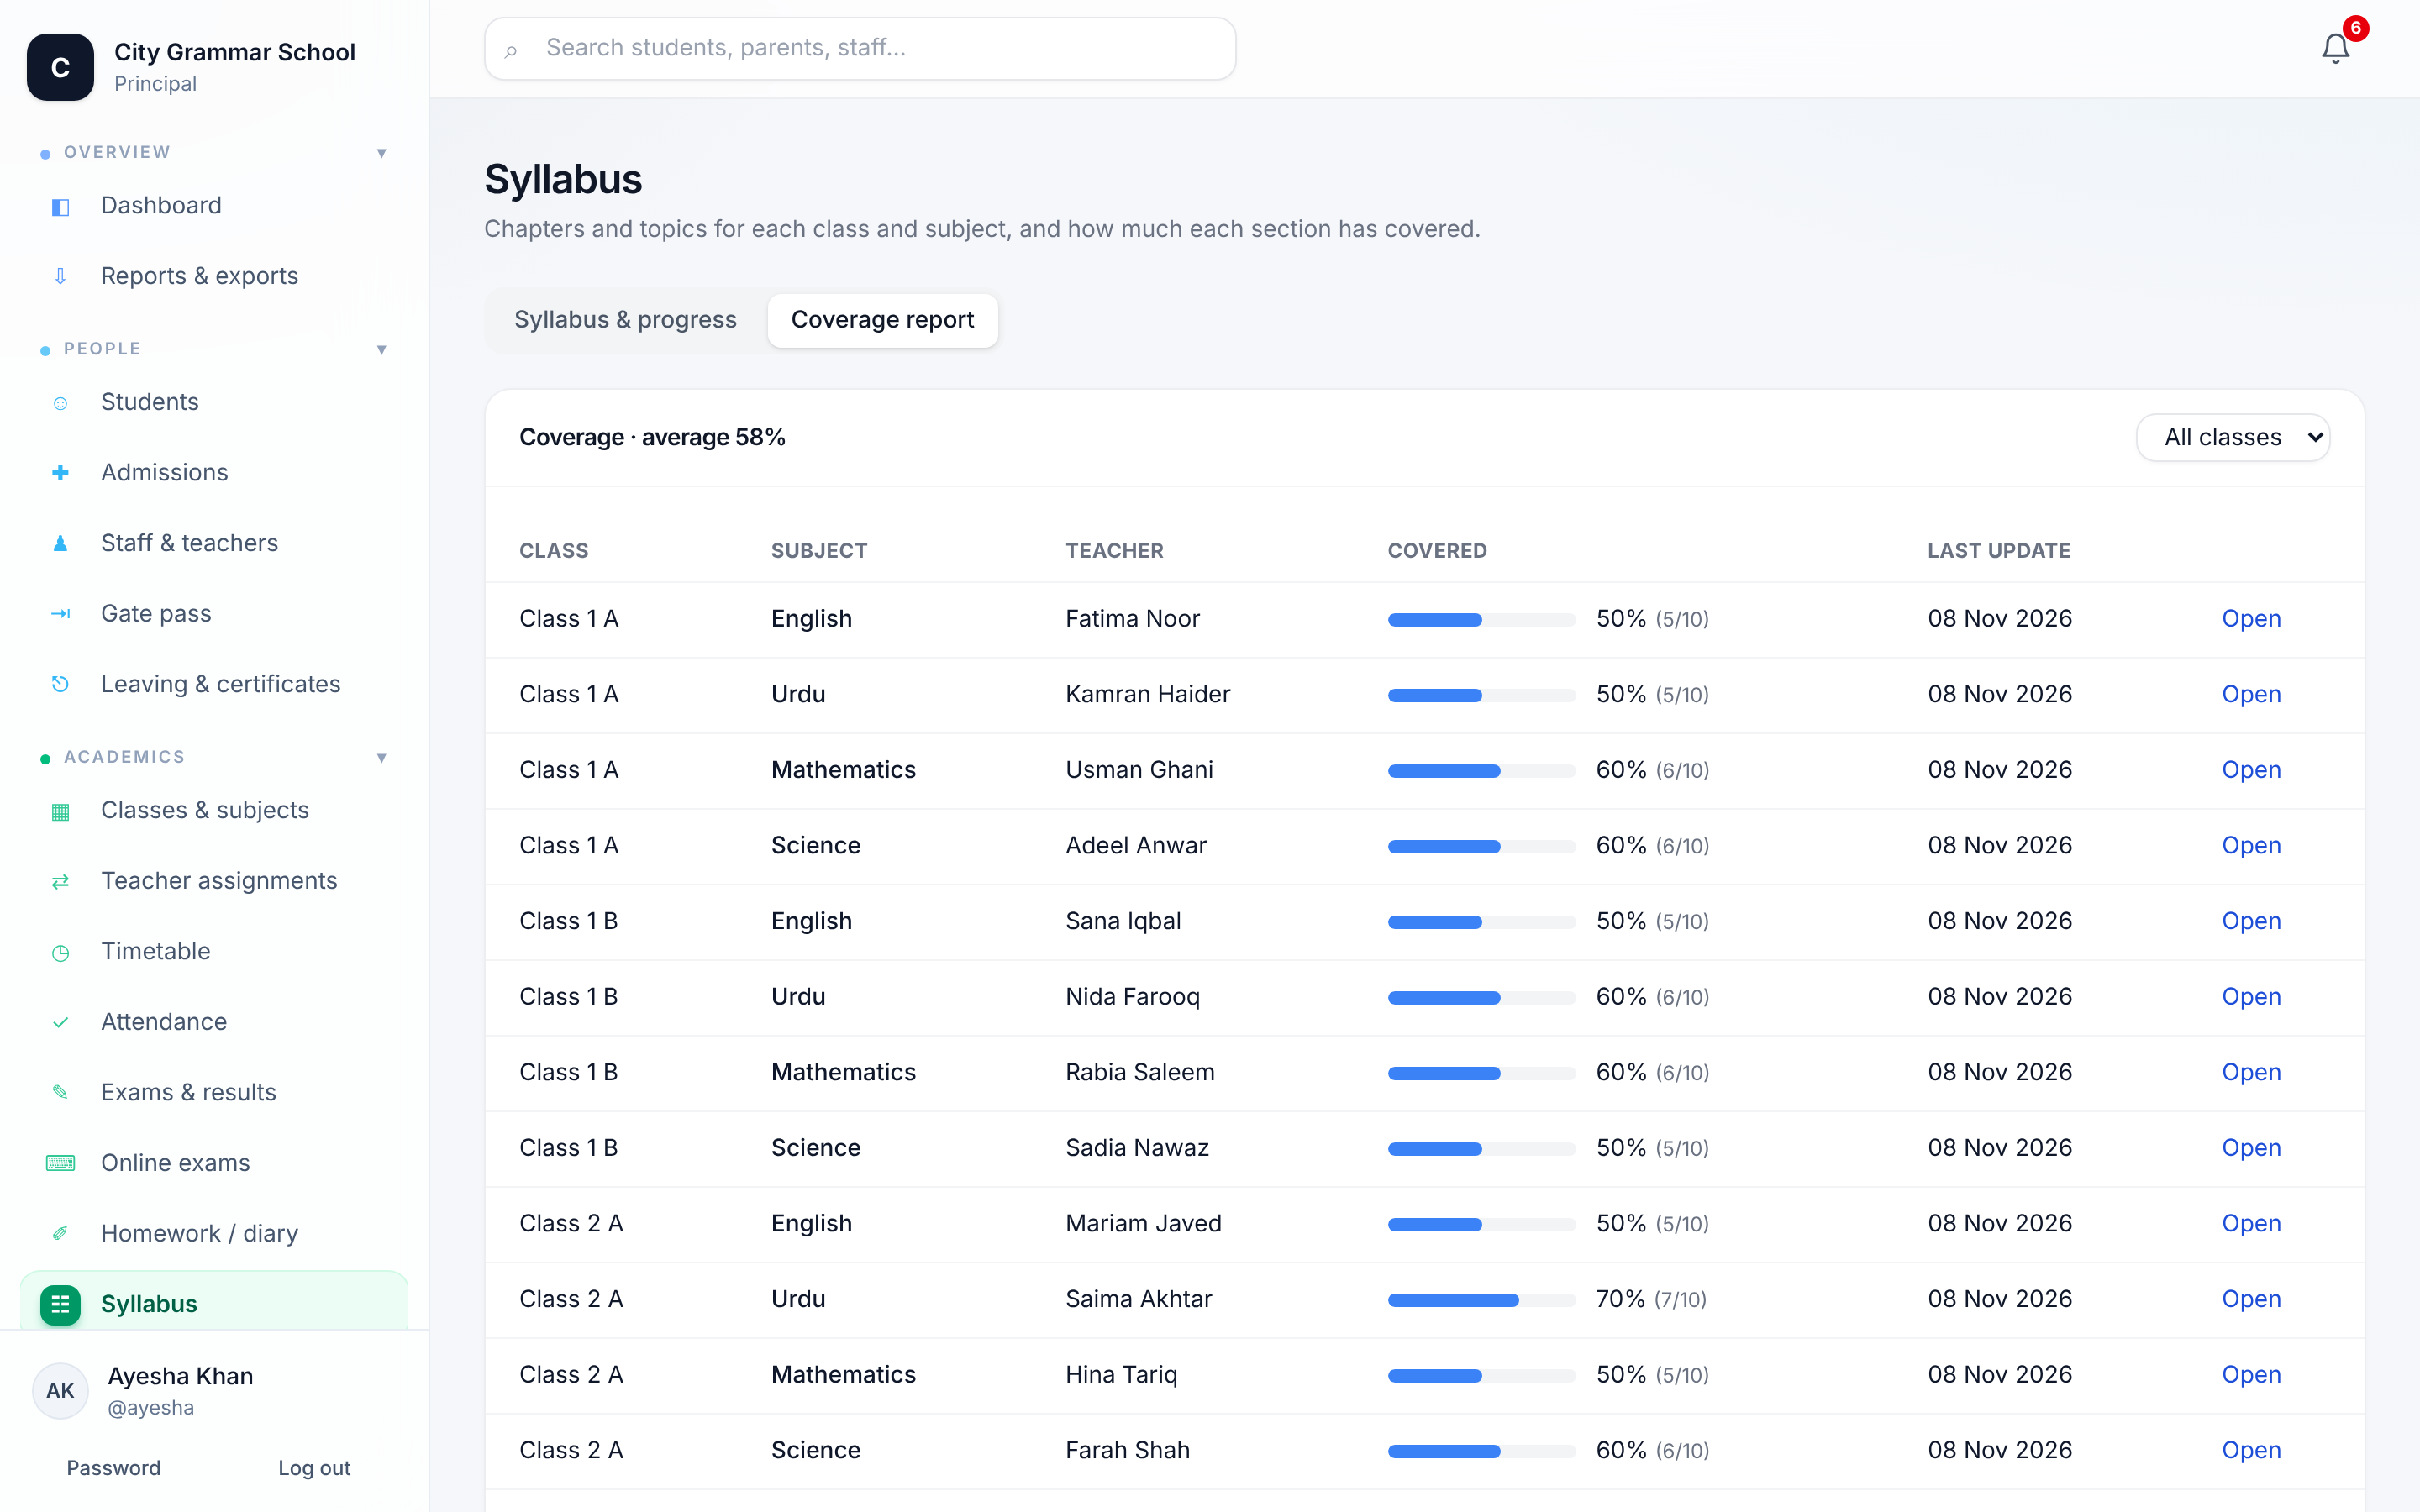 C
City Grammar School
Principal
OVERVIEW
Dashboard
Reports & exports
PEOPLE
Students
Admissions
Staff & teachers
Gate pass
Leaving & certificates
ACADEMICS
Classes & subjects
Teacher assignments
Timetable
Attendance
Exams & results
Online exams
Homework / diary
Syllabus
AK
Ayesha Khan
@ayesha
Password Log out
Search students, parents, staff...
6
Syllabus
Chapters and topics for each class and subject, and how much each section has covered.
Syllabus & progress Coverage report
Coverage · average 58% All classes
CLASS SUBJECT TEACHER COVERED LAST UPDATE
Class 1 A English Fatima Noor 50% (5/10) 08 Nov 2026 Open
Class 1 A Urdu Kamran Haider 50% (5/10) 08 Nov 2026 Open
Class 1 A Mathematics Usman Ghani 60% (6/10) 08 Nov 2026 Open
Class 1 A Science Adeel Anwar 60% (6/10) 08 Nov 2026 Open
Class 1 B English Sana Iqbal 50% (5/10) 08 Nov 2026 Open
Class 1 B Urdu Nida Farooq 60% (6/10) 08 Nov 2026 Open
Class 1 B Mathematics Rabia Saleem 60% (6/10) 08 Nov 2026 Open
Class 1 B Science Sadia Nawaz 50% (5/10) 08 Nov 2026 Open
Class 2 A English Mariam Javed 50% (5/10) 08 Nov 2026 Open
Class 2 A Urdu Saima Akhtar 70% (7/10) 08 Nov 2026 Open
Class 2 A Mathematics Hina Tariq 50% (5/10) 08 Nov 2026 Open
Class 2 A Science Farah Shah 60% (6/10) 08 Nov 2026 Open